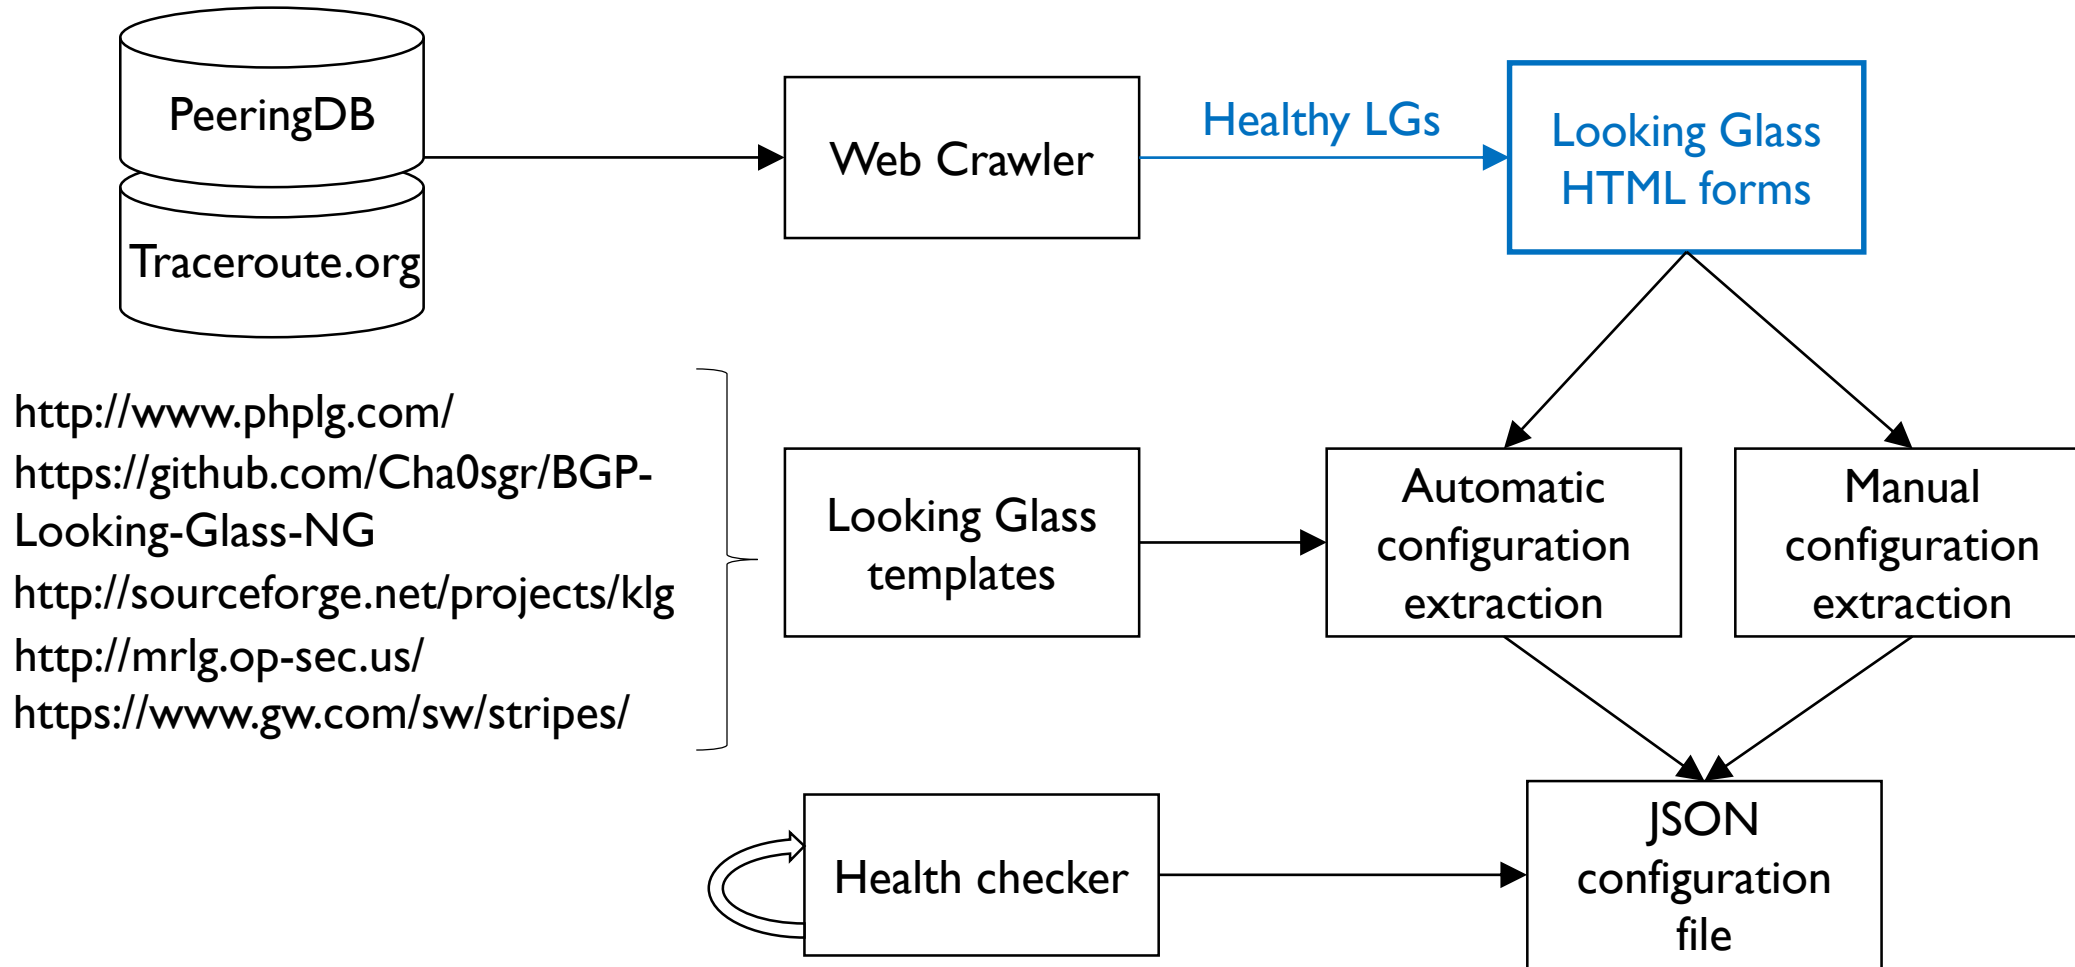 PeeringDB
Traceroute.org
Web Crawler
Healthy LGs
Looking Glass
HTML forms
http://www.phplg.com/
https://github.com/Cha0sgr/BGP-
Looking-Glass-NG
http://sourceforge.net/projects/klg
http://mrlg.op-sec.us/
https://www.gw.com/sw/stripes/
Looking Glass
templates
Automatic
configuration
extraction
Manual
configuration
extraction
Health checker
JSON
configuration
file